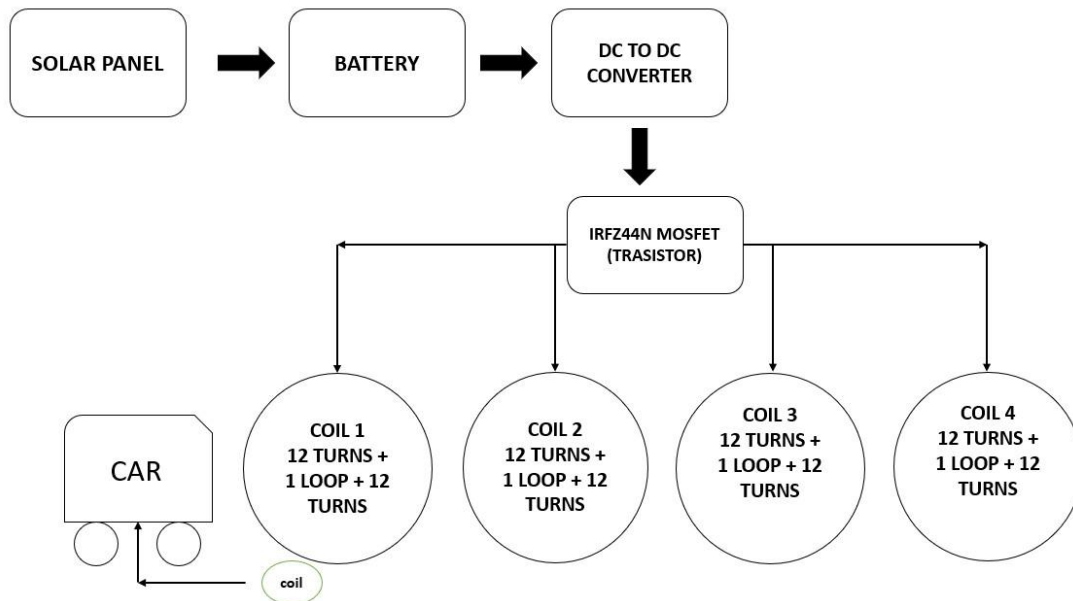 SOLAR PANEL
BATTERY
DC TO DC
CONVERTER
IRFZ44N MOSFET
(TRASISTOR)
COIL 1
12 TURNS +
1 LOOP + 12
TURNS
COIL 2
12 TURNS +
1 LOOP + 12
TURNS
COIL 3
12 TURNS +
1 LOOP + 12
TURNS
COIL 4
12 TURNS +
1 LOOP + 12
TURNS
CAR
coil